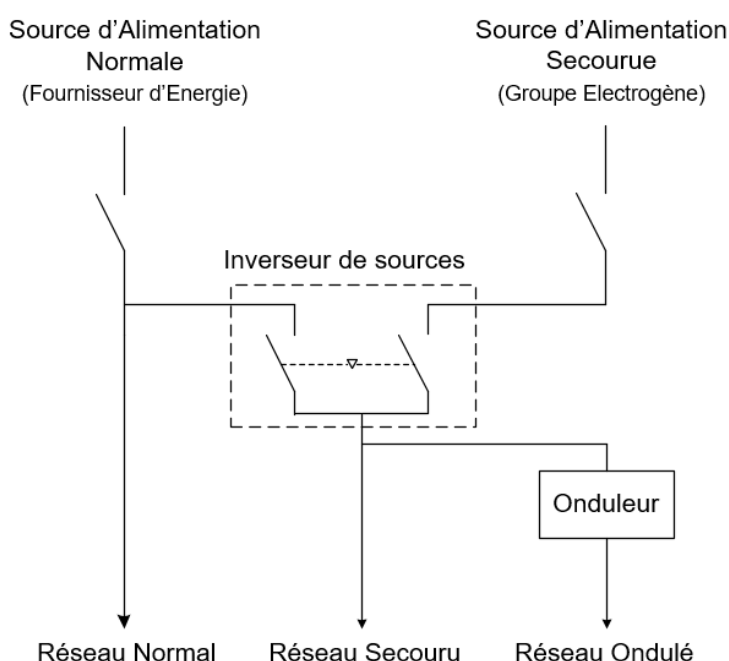 Source d’Alimentation
Normale
(Fournisseur d’Energie)
Source d’Alimentation
Secourue
(Groupe Electrogène)
Inverseur de sources
Onduleur
Réseau Normal
Réseau Secouru
Réseau Ondulé